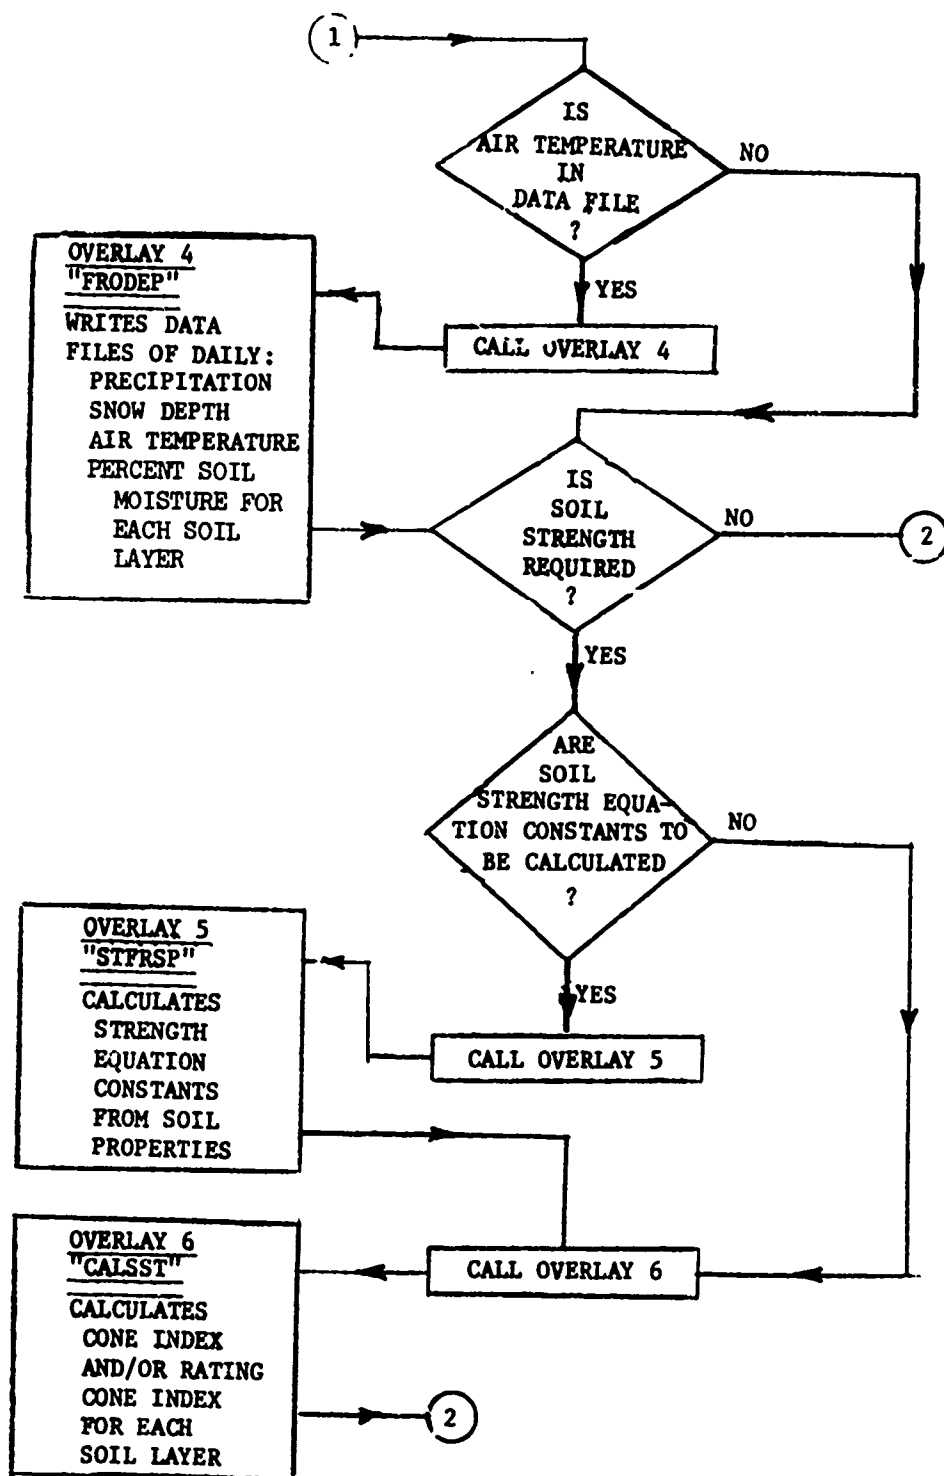 1
IS
AIR TEMPERATURE
IN
DATA FILE
?
NO
YES
CALL OVERLAY 4
OVERLAY 4
"FRODEP"
WRITES DATA
FILES OF DAILY:
PRECIPITATION
SNOW DEPTH
AIR TEMPERATURE
PERCENT SOIL
MOISTURE FOR
EACH SOIL
LAYER
IS
SOIL
STRENGTH
REQUIRED
?
NO
2
YES
ARE
SOIL
STRENGTH EQUA-
TION CONSTANTS TO
BE CALCULATED
?
NO
YES
CALL OVERLAY 5
OVERLAY 5
"STFRSP"
CALCULATES
STRENGTH
EQUATION
CONSTANTS
FROM SOIL
PROPERTIES
CALL OVERLAY 6
OVERLAY 6
"CALSST"
CALCULATES
CONE INDEX
AND/OR RATING
CONE INDEX
FOR EACH
SOIL LAYER
2